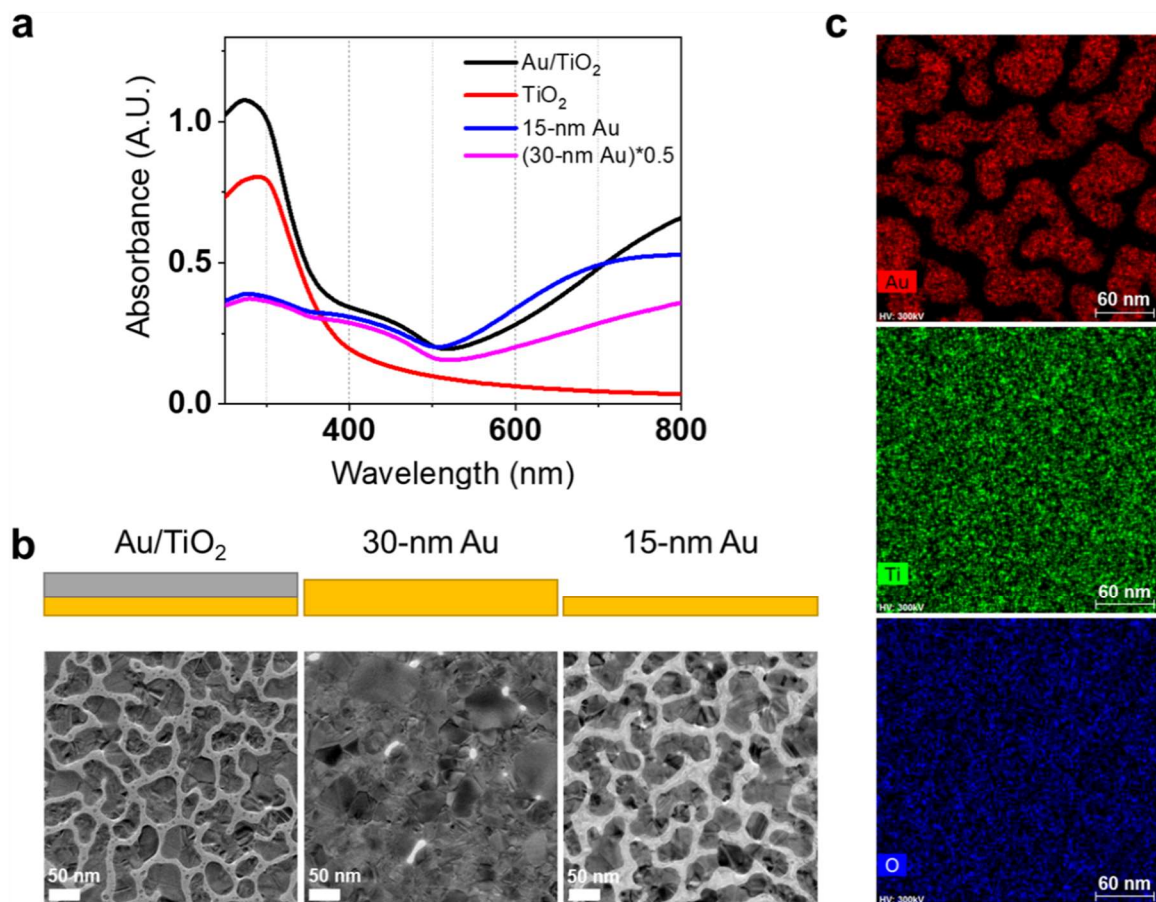 a
Absorbance (A.U.)
1.0
0.5
0.0
Au/TiO₂
TiO₂
15-nm Au
(30-nm Au)*0.5
400
600
800
Wavelength (nm)
b
Au/TiO₂
30-nm Au
15-nm Au
50 nm
50 nm
50 nm
c
Au
HV: 300kV
60 nm
Ti
HV: 300kV
60 nm
O
HV: 300kV
60 nm